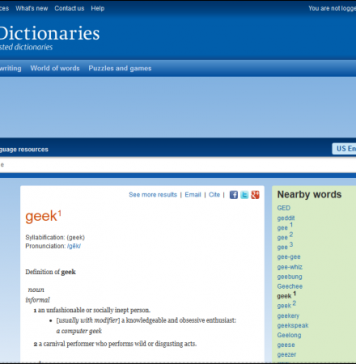 ces What's new Contact us Help You are not logge
Dictionaries
sted dictionaries
writing World of words Puzzles and games
guage resources US En
See more results | Email | Cite |
geek1
Syllabification: (geek)
Pronunciation: /gēk/
Definition of geek
noun
informal
1 an unfashionable or socially inept person.
• [usually with modifier] a knowledgeable and obsessive enthusiast:
a computer geek
2 a carnival performer who performs wild or disgusting acts.
Nearby words
GED
geddit
gee 1
gee 2
gee 3
gee-gee
gee-whiz
geebung
Geechee
geek 1
geek 2
geekery
geekspeak
Geelong
geese
geezer